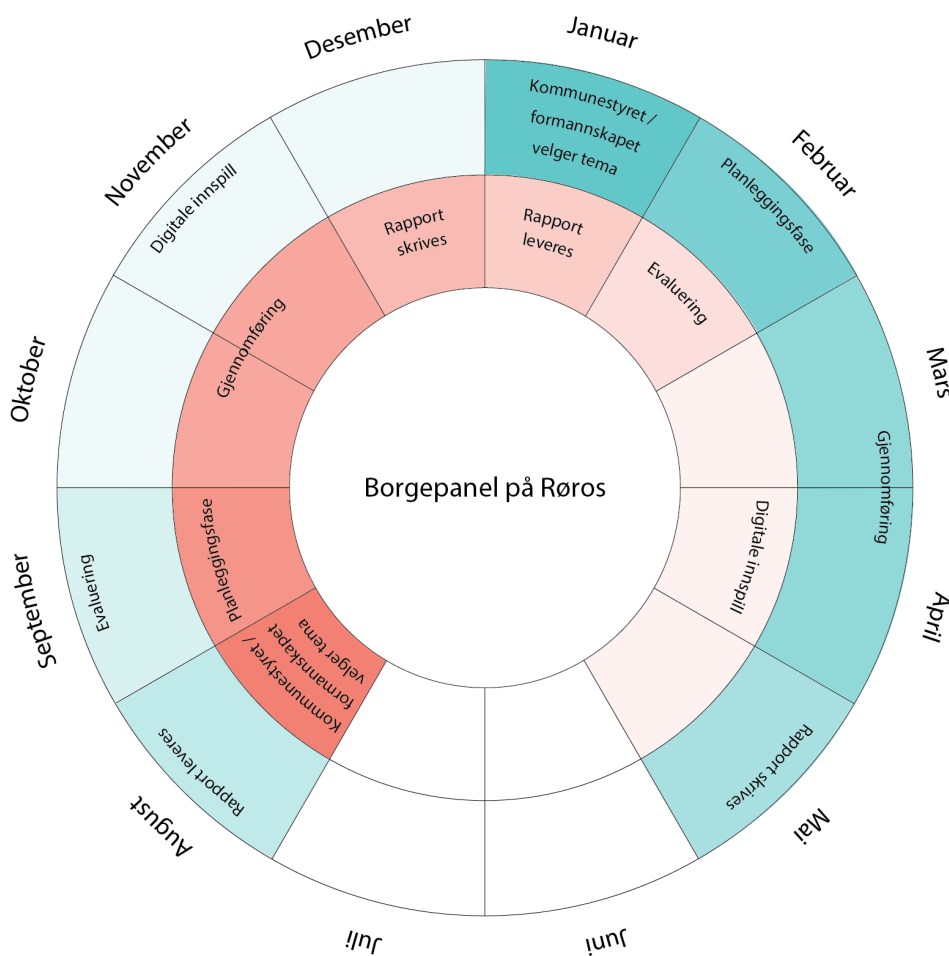 Januar
Februar
Mars
April
Mai
Juni
Juli
August
September
Oktober
November
Desember
Kommunestyret /
formannskapet
velger tema
Planleggingsfase
Gjennomføring
Rapport skrives
Rapport leveres
Evaluering
Digitale innspill
Rapport
leveres
Evaluering
Digitale innspill
Kommunestyret /
formannskapet
velger tema
Planleggingsfase
Gjennomføring
Rapport
skrives
Borgepanel på Røros